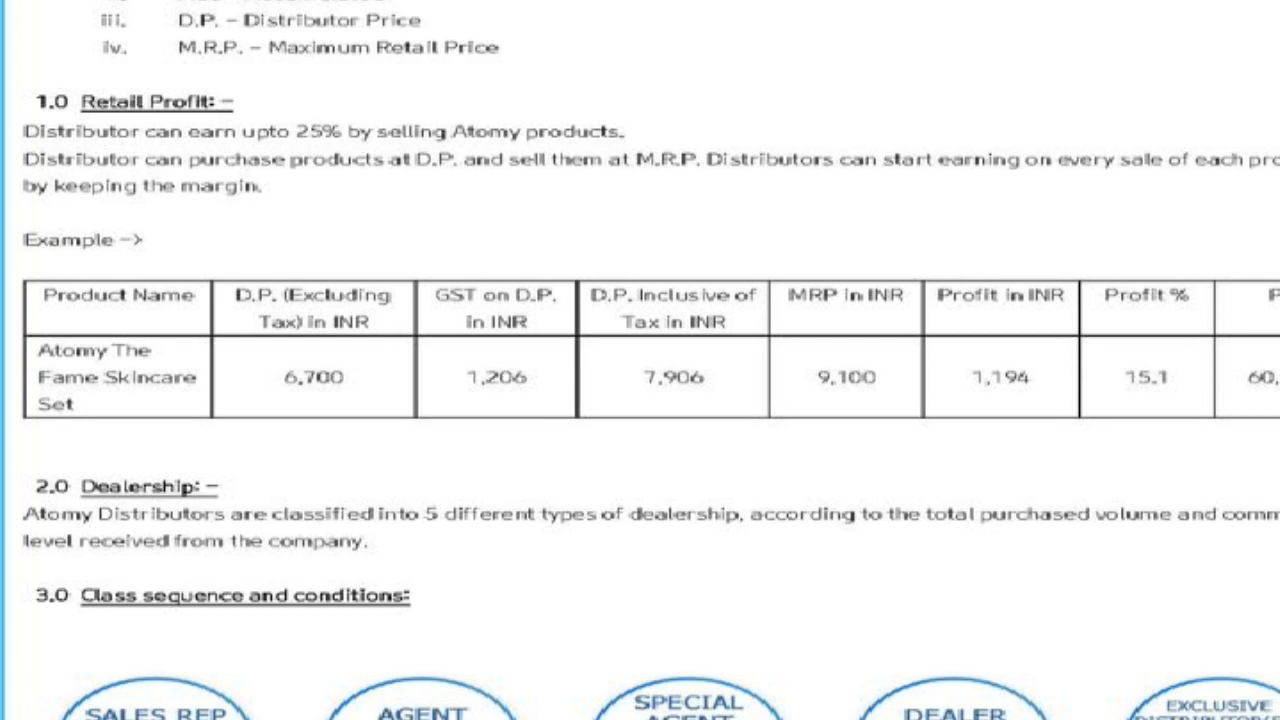 iii. D.P. – Distributor Price
iv. M.R.P. – Maximum Retail Price
1.0 Retail Profit: –
Distributor can earn upto 25% by selling Atomy products.
Distributor can purchase products at D.P. and sell them at M.R.P. Distributors can start earning on every sale of each
by keeping the margin.
Example –>
Product Name D.P. (Excluding Tax) in INR GST on D.P. in INR D.P. Inclusive of Tax in INR MRP in INR Profit in INR Profit %
Atomy The Fame Skincare Set 6,700 1,206 7,906 9,100 1,194 15.1
2.0 Dealership: –
Atomy Distributors are classified into 5 different types of dealership, according to the total purchased volume and
level received from the company.
3.0 Class sequence and conditions:
SALES REP AGENT SPECIAL AGENT DEALER EXCLUSIVE